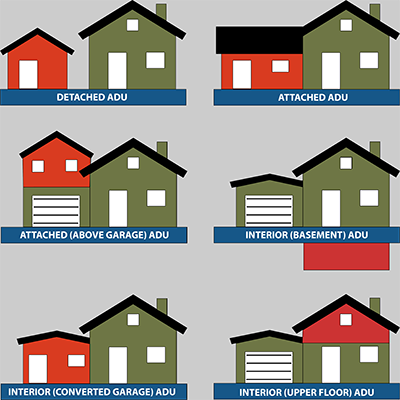 DETACHED ADU
ATTACHED ADU
ATTACHED (ABOVE GARAGE) ADU
INTERIOR (BASEMENT) ADU
INTERIOR (CONVERTED GARAGE) ADU
INTERIOR (UPPER FLOOR) ADU